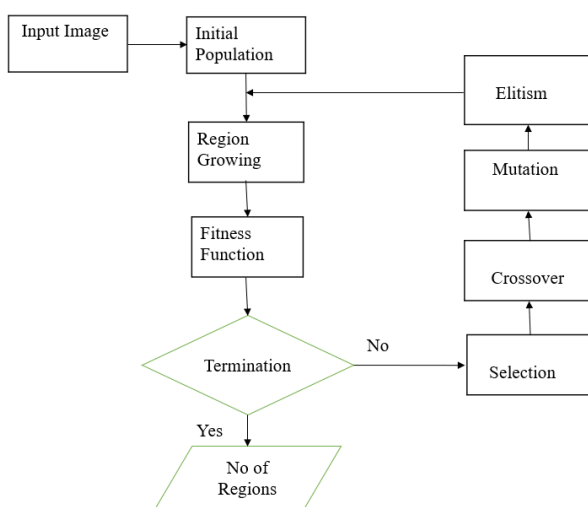 Input Image
Initial
Population
Region
Growing
Fitness
Function
Termination
No
Yes
No of
Regions
Selection
Crossover
Mutation
Elitism